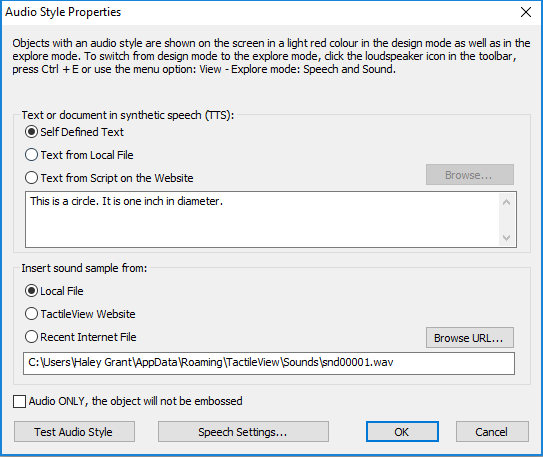 Audio Style Properties
Objects with an audio style are shown on the screen in a light red colour in the design mode as well as in the
explore mode. To switch from design mode to the explore mode, click the loudspeaker icon in the toolbar,
press Ctrl + E or use the menu option: View - Explore mode: Speech and Sound.
Text or document in synthetic speech (TTS):
Self Defined Text
Text from Local File
Text from Script on the Website
Browse...
This is a circle. It is one inch in diameter.
Insert sound sample from:
Local File
TactileView Website
Recent Internet File
Browse URL...
C:\Users\Haley Grant\AppData\Roaming\TactileView\Sounds\snd00001.wav
Audio ONLY, the object will not be embossed
Test Audio Style
Speech Settings...
OK
Cancel